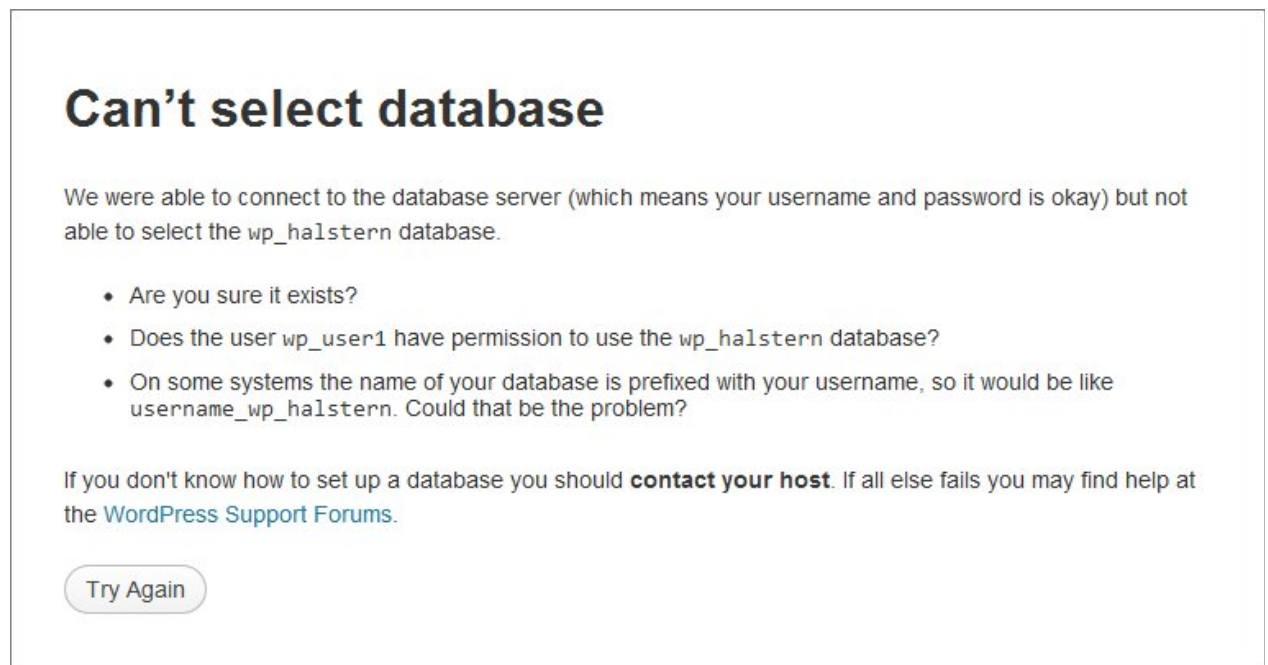 Can’t select database
We were able to connect to the database server (which means your username and password is okay) but not
able to select the wp_halstern database.
• Are you sure it exists?
• Does the user wp_user1 have permission to use the wp_halstern database?
• On some systems the name of your database is prefixed with your username, so it would be like
username_wp_halstern. Could that be the problem?
If you don't know how to set up a database you should contact your host. If all else fails you may find help at
the WordPress Support Forums.
Try Again